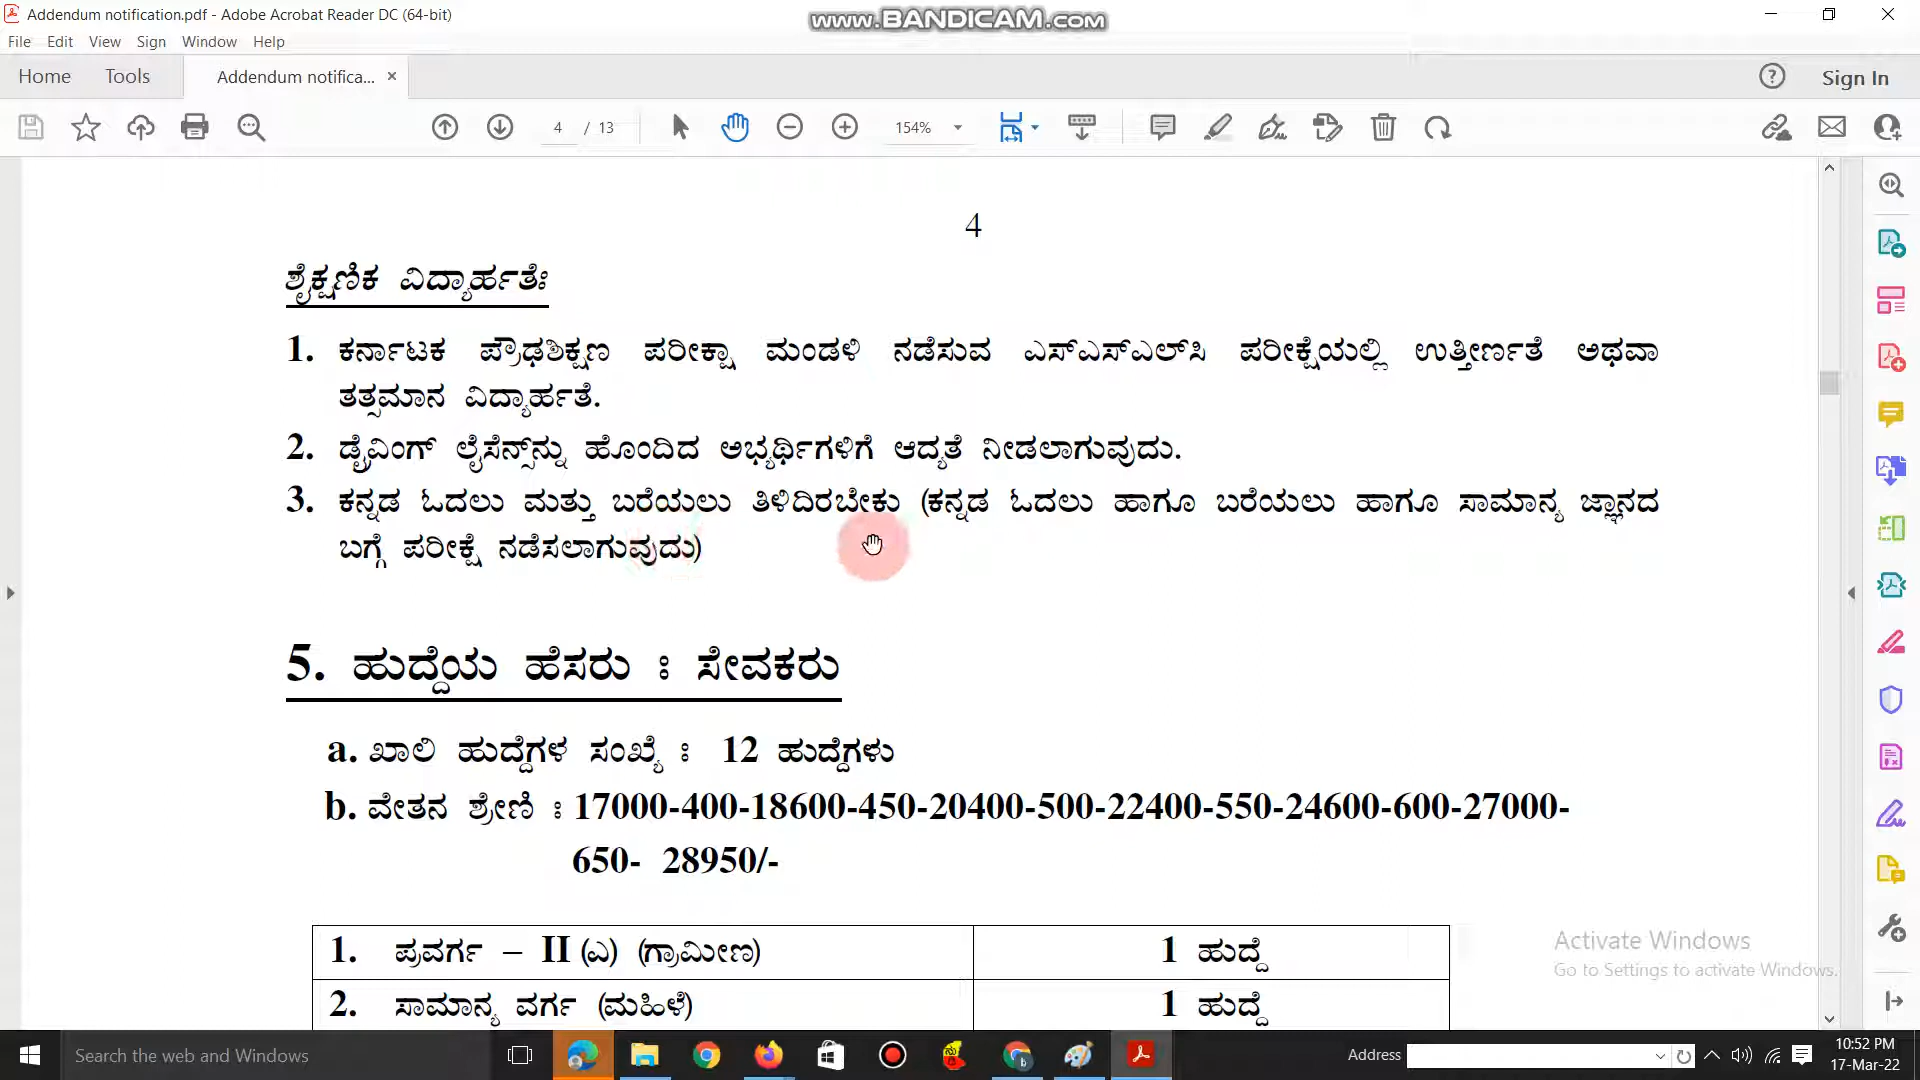 Addendum notification.pdf - Adobe Acrobat Reader DC (64-bit)
www.BANDICAM.com
File Edit View Sign Window Help
Home Tools Addendum notifica... × Sign In
4 / 13 154%
4
ಶೈಕ್ಷಣಿಕ ವಿದ್ಯಾರ್ಹತೆಃ
1. ಕರ್ನಾಟಕ ಪ್ರೌಢಶಿಕ್ಷಣ ಪರೀಕ್ಷಾ ಮಂಡಳಿ ನಡೆಸುವ ಎಸ್‌ಎಸ್‌ಎಲ್‌ಸಿ ಪರೀಕ್ಷೆಯಲ್ಲಿ ಉತ್ತೀರ್ಣತೆ ಅಥವಾ
ತತ್ಸಮಾನ ವಿದ್ಯಾರ್ಹತೆ.
2. ಡ್ರೈವಿಂಗ್ ಲೈಸೆನ್ಸ್‌ನ್ನು ಹೊಂದಿದ ಅಭ್ಯರ್ಥಿಗಳಿಗೆ ಆದ್ಯತೆ ನೀಡಲಾಗುವುದು.
3. ಕನ್ನಡ ಓದಲು ಮತ್ತು ಬರೆಯಲು ತಿಳಿದಿರಬೇಕು (ಕನ್ನಡ ಓದಲು ಹಾಗೂ ಬರೆಯಲು ಹಾಗೂ ಸಾಮಾನ್ಯ ಜ್ಞಾನದ
ಬಗ್ಗೆ ಪರೀಕ್ಷೆ ನಡೆಸಲಾಗುವುದು)
5. ಹುದ್ದೆಯ ಹೆಸರು ಃ ಸೇವಕರು
a. ಖಾಲಿ ಹುದ್ದೆಗಳ ಸಂಖ್ಯೆ ಃ 12 ಹುದ್ದೆಗಳು
b. ವೇತನ ಶ್ರೇಣಿ ಃ 17000-400-18600-450-20400-500-22400-550-24600-600-27000-
650- 28950/-
1. ಪ್ರವರ್ಗ – II (ಎ) (ಗ್ರಾಮೀಣ) 1 ಹುದ್ದೆ
2. ಸಾಮಾನ್ಯ ವರ್ಗ (ಮಹಿಳೆ) 1 ಹುದ್ದೆ
Activate Windows
Go to Settings to activate Windows.
Search the web and Windows
Address
10:52 PM
17-Mar-22